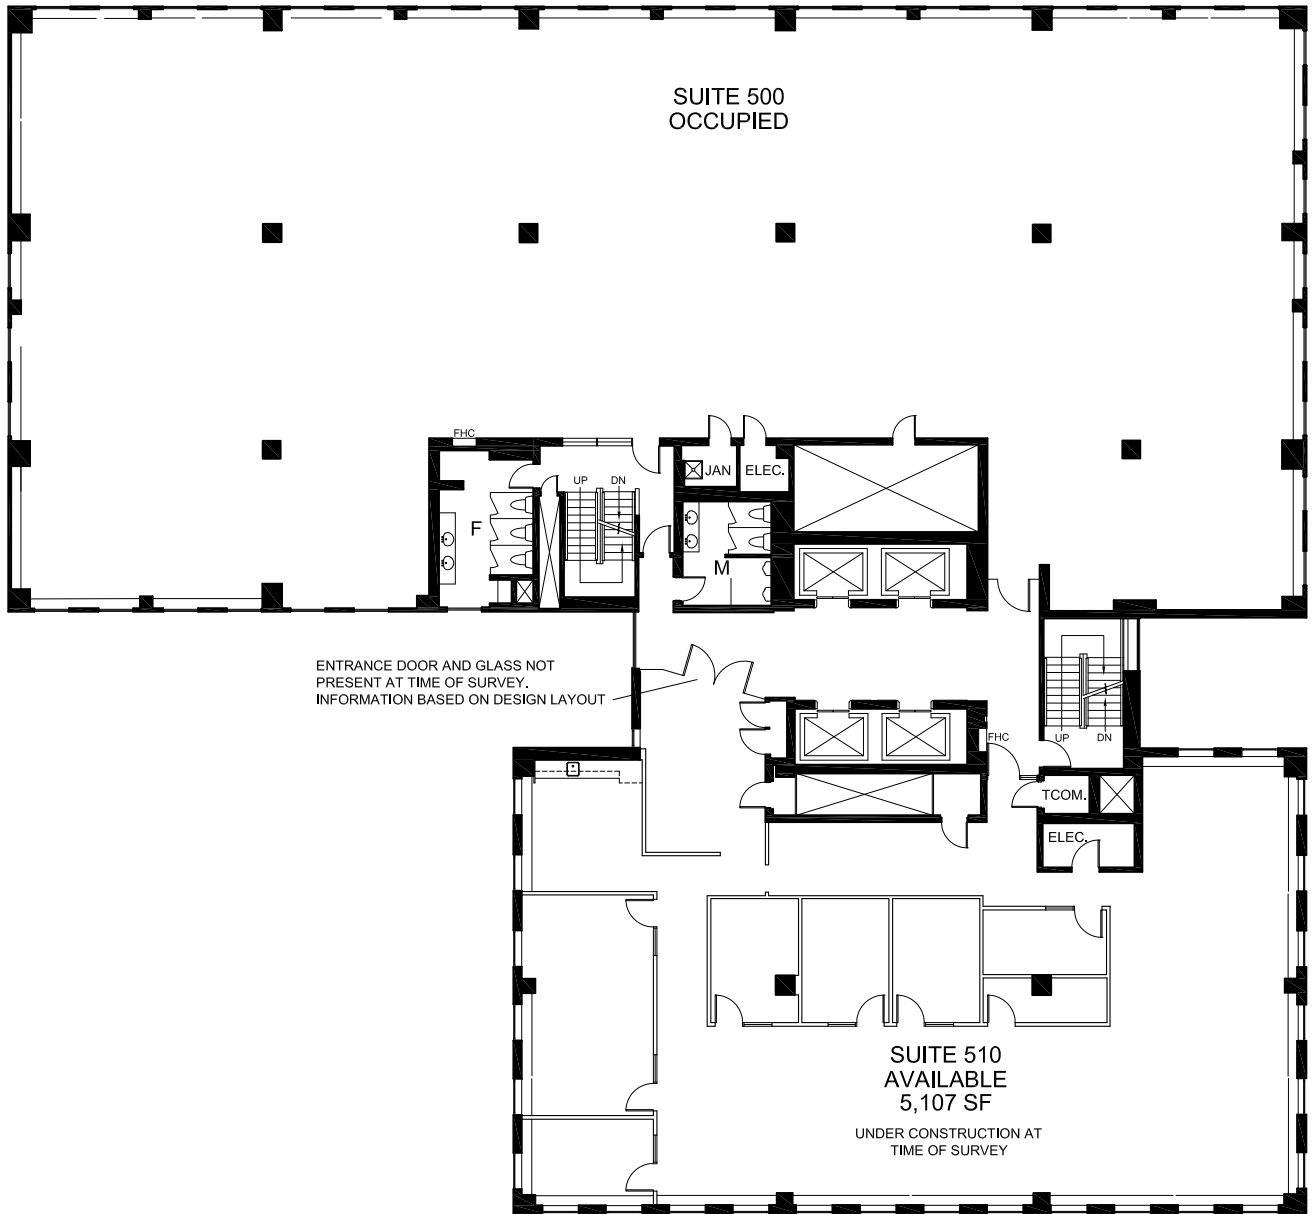 SUITE 500
OCCUPIED
FHC
JAN
ELEC.
UP
DN
F
M
ENTRANCE DOOR AND GLASS NOT
PRESENT AT TIME OF SURVEY.
INFORMATION BASED ON DESIGN LAYOUT
FHC
UP
DN
TCOM.
ELEC.
SUITE 510
AVAILABLE
5,107 SF
UNDER CONSTRUCTION AT
TIME OF SURVEY